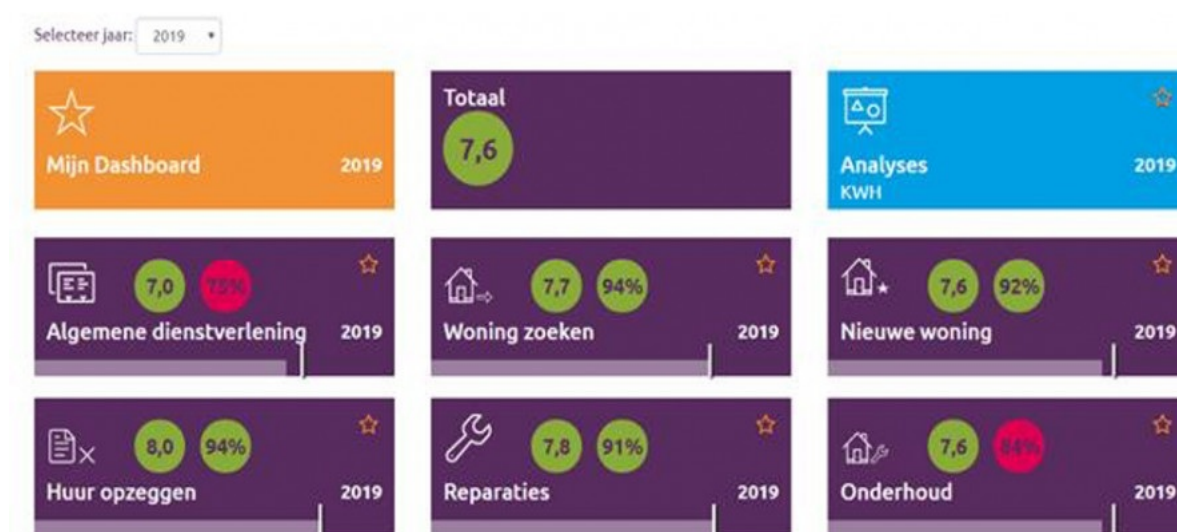 Selecteer jaar: 2019
Totaal
7,6
Mijn Dashboard 2019
Analyses 2019
KWH
7,0 75%
Algemene dienstverlening 2019
7,7 94%
Woning zoeken 2019
7,6 92%
Nieuwe woning 2019
8,0 94%
Huur opzeggen 2019
7,8 91%
Reparaties 2019
7,6 84%
Onderhoud 2019